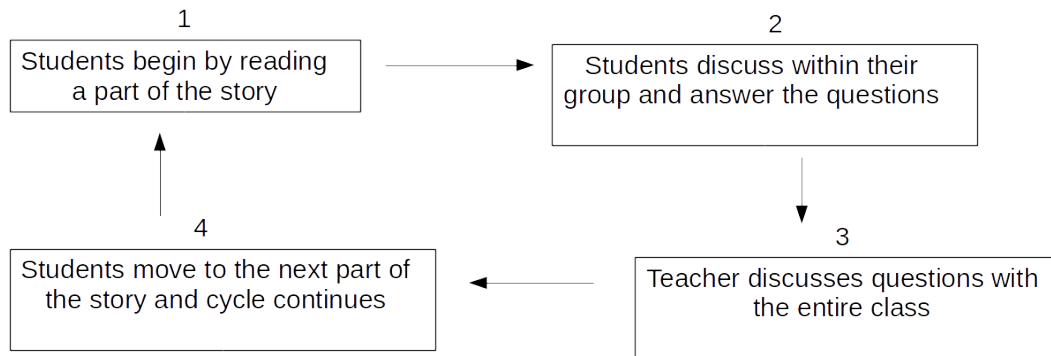 1
Students begin by reading
a part of the story
2
Students discuss within their
group and answer the questions
3
Teacher discusses questions with
the entire class
4
Students move to the next part of
the story and cycle continues